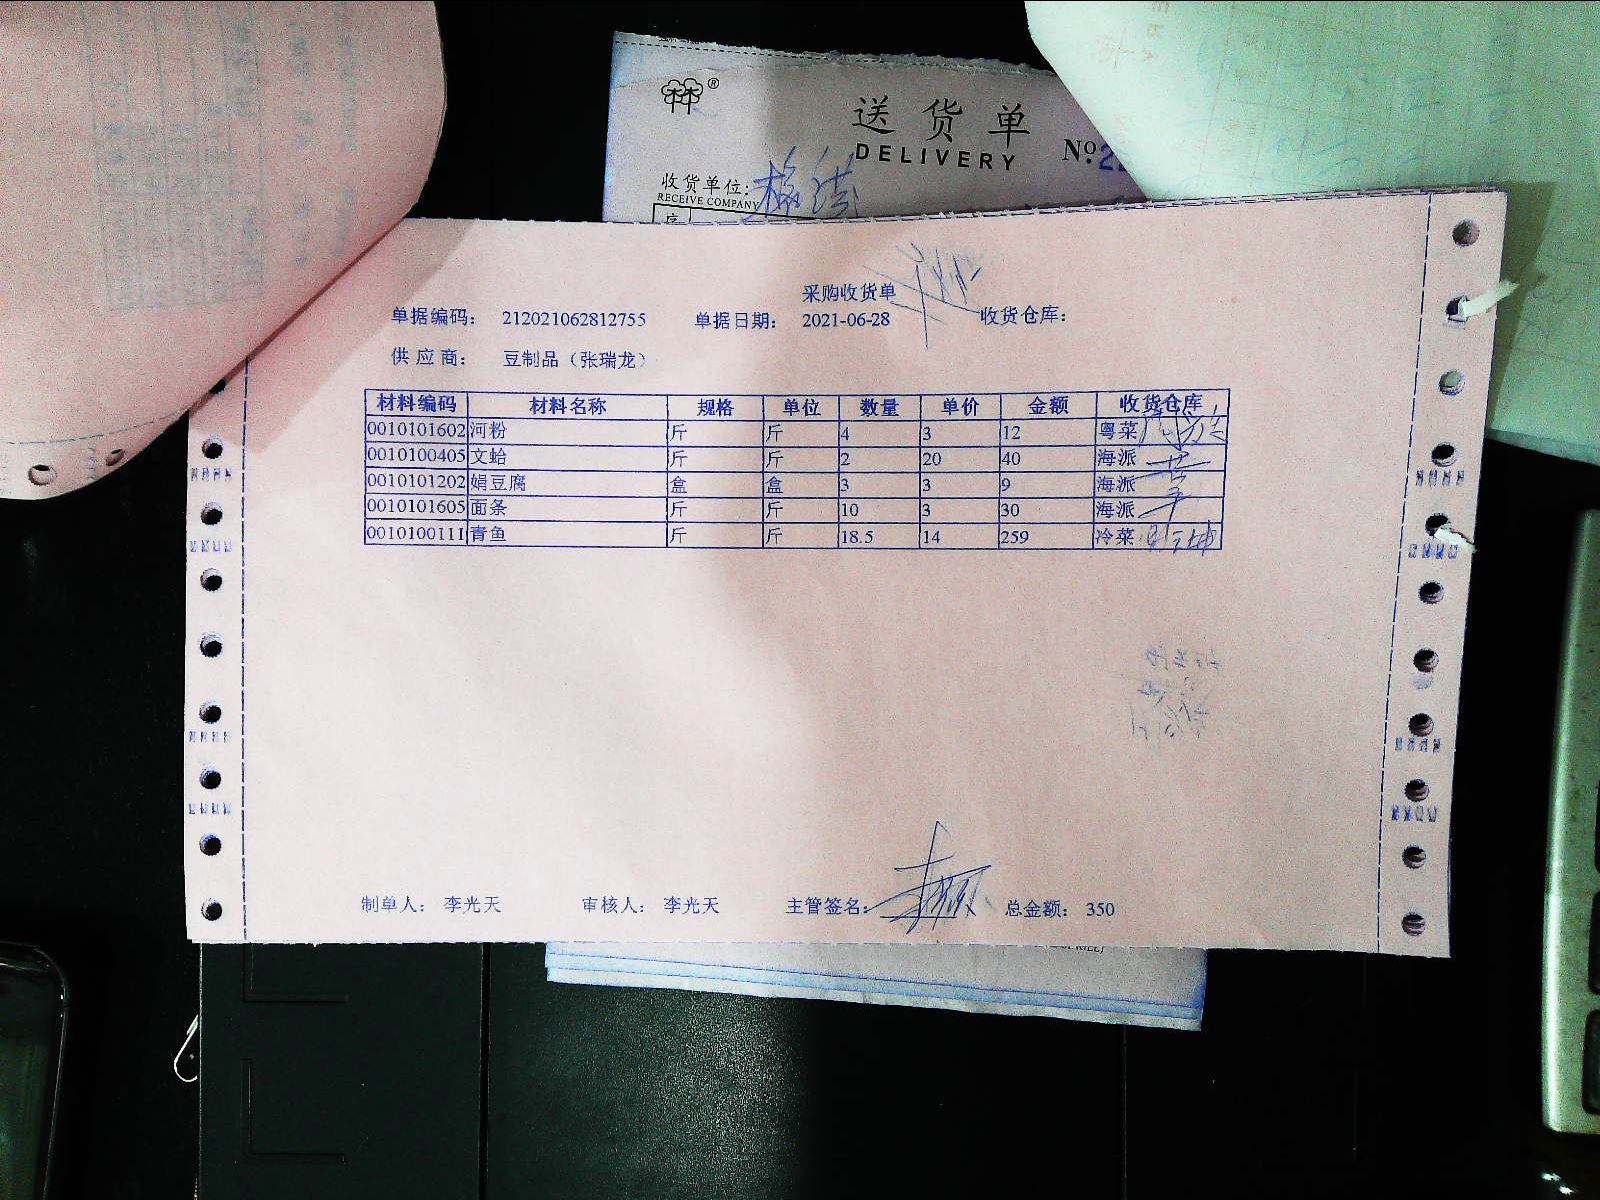 送货单
DELIVERY
№ 2
收货单位:
RECEIVE COMPANY
序
采购收货单
单据编码: 212021062812755 单据日期: 2021-06-28 收货仓库:
供应商: 豆制品（张瑞龙）
材料编码 材料名称 规格 单位 数量 单价 金额 收货仓库
0010101602 河粉 斤 斤 4 3 12 粤菜
0010100405 文蛤 斤 斤 2 20 40 海派
0010101202 娟豆腐 盒 盒 3 3 9 海派
0010101605 面条 斤 斤 10 3 30 海派
0010100111 青鱼 斤 斤 18.5 14 259 冷菜
制单人: 李光天 审核人: 李光天 主管签名: 总金额: 350